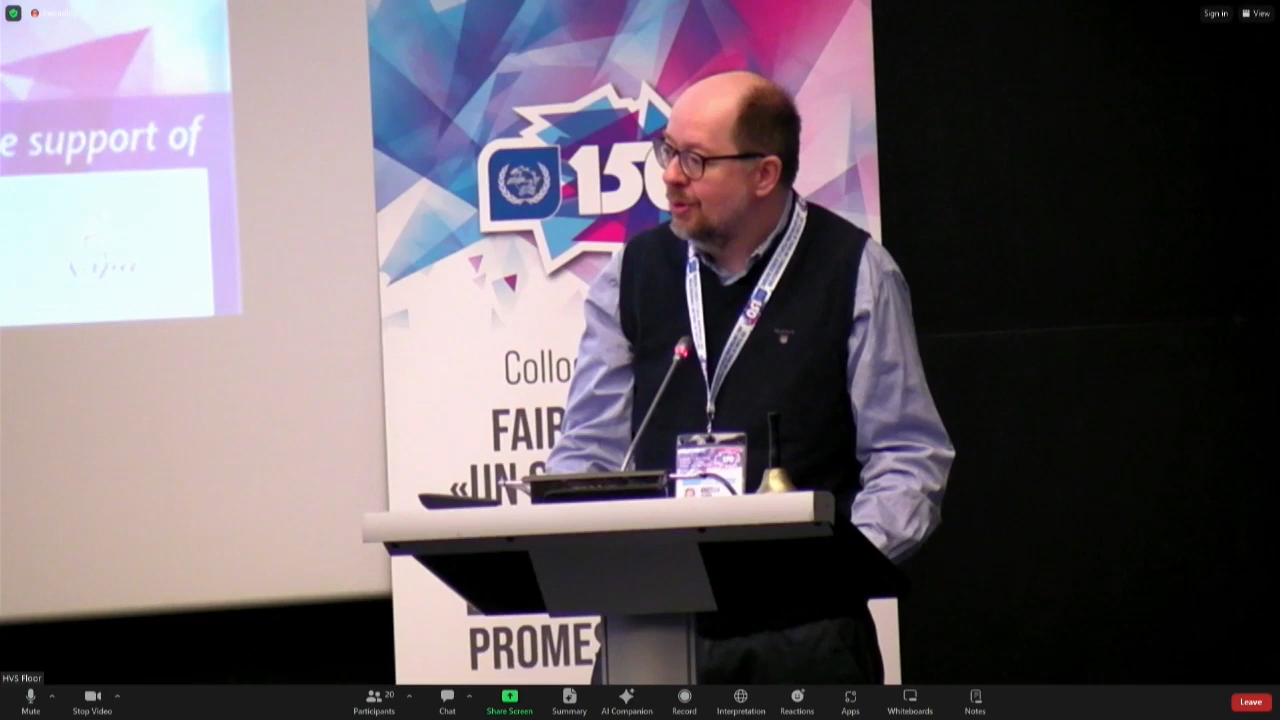 Sign in
View
e support of
150
Colloq
FAIR
«UN
PROMES
HVS Floor
Mute
Stop Video
Participants
20
Chat
Share Screen
Summary
AI Companion
Record
Interpretation
Reactions
Apps
Whiteboards
Notes
Leave